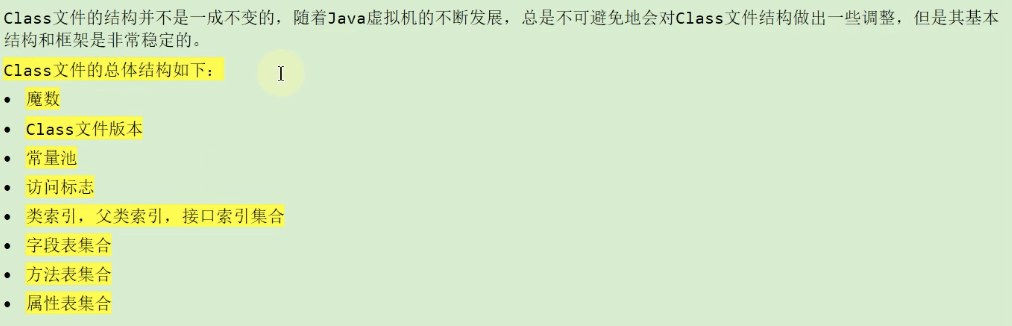 Class文件的结构并不是一成不变的，随着Java虚拟机的不断发展，总是不可避免地会对Class文件结构做出一些调整，但是其基本
结构和框架是非常稳定的。
Class文件的总体结构如下：
• 魔数
• Class文件版本
• 常量池
• 访问标志
• 类索引，父类索引，接口索引集合
• 字段表集合
• 方法表集合
• 属性表集合